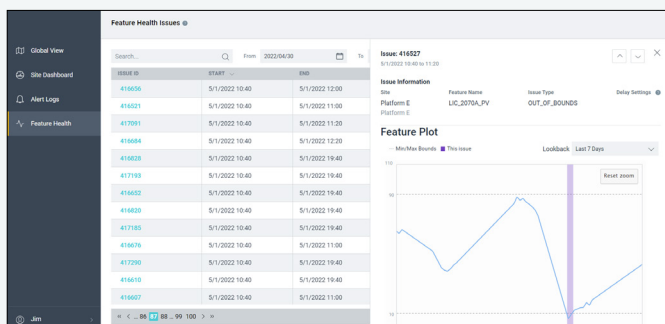 Feature Health Issues
Global View
Site Dashboard
Alert Logs
Feature Health
Jim
Search...
From 2022/04/30
To
ISSUE ID START END
416656 5/1/2022 10:40 5/1/2022 12:00
416521 5/1/2022 10:40 5/1/2022 11:00
417091 5/1/2022 10:40 5/1/2022 11:20
416684 5/1/2022 10:40 5/1/2022 12:20
416828 5/1/2022 10:40 5/1/2022 19:40
417193 5/1/2022 10:40 5/1/2022 19:40
416652 5/1/2022 10:40 5/1/2022 19:40
416820 5/1/2022 10:40 5/1/2022 19:40
417185 5/1/2022 10:40 5/1/2022 19:40
416676 5/1/2022 10:40 5/1/2022 11:00
417290 5/1/2022 10:40 5/1/2022 19:40
416610 5/1/2022 10:40 5/1/2022 19:40
416607 5/1/2022 10:40 5/1/2022 11:00
« < ... 86 87 88 ... 99 100 > »
Issue: 416527
5/1/2022 10:40 to 11:20
Issue Information
Site Feature Name Issue Type Delay Settings
Platform E LIC_2070A_PV OUT_OF_BOUNDS
Platform E
Feature Plot
Min/Max Bounds This issue
Lookback Last 7 Days
Reset zoom
110
90
10